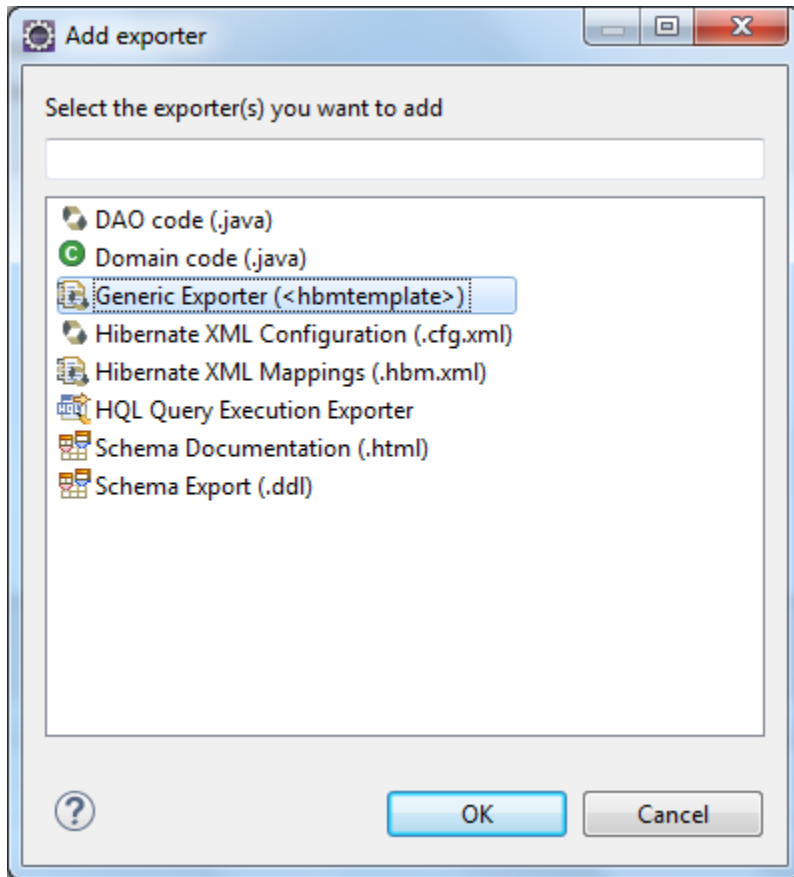 Add exporter
Select the exporter(s) you want to add
DAO code (.java)
Domain code (.java)
Generic Exporter (<hbmtemplate>)
Hibernate XML Configuration (.cfg.xml)
Hibernate XML Mappings (.hbm.xml)
HQL Query Execution Exporter
Schema Documentation (.html)
Schema Export (.ddl)
OK Cancel